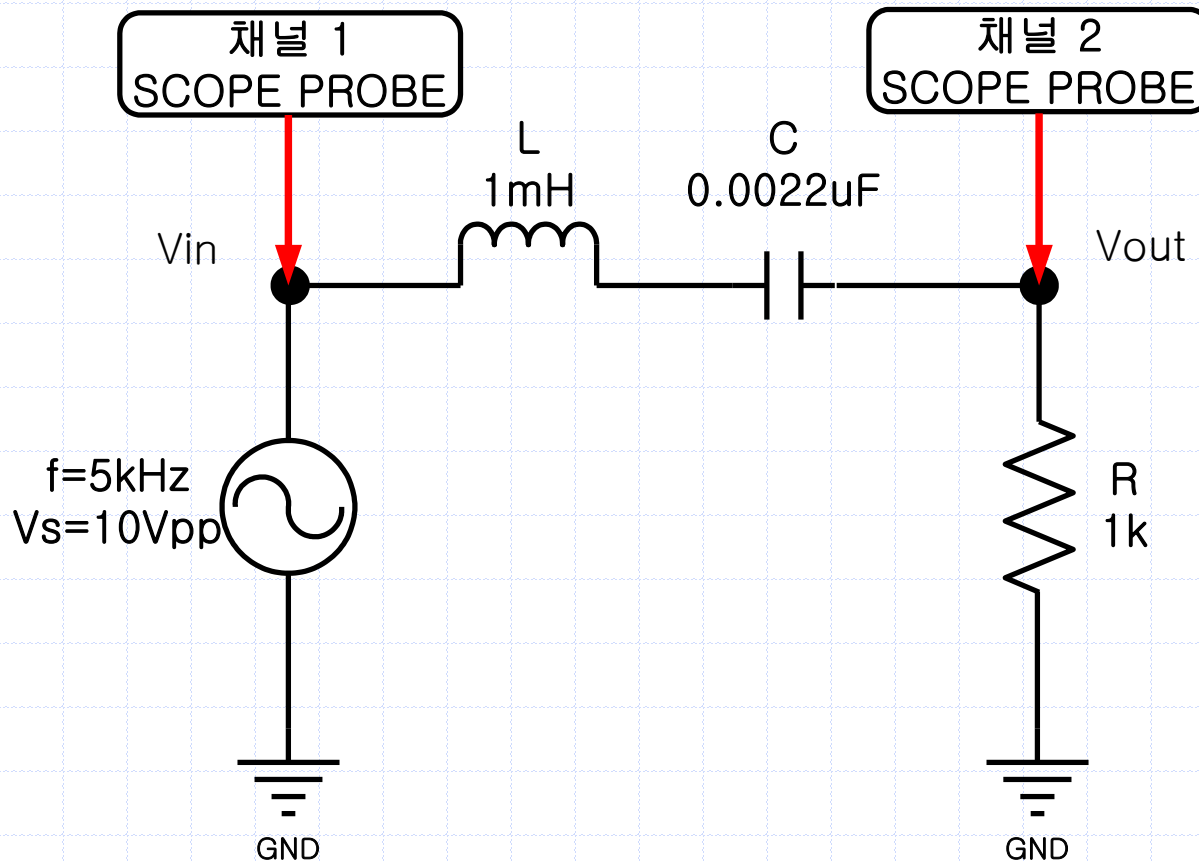 채널 1
SCOPE PROBE
채널 2
SCOPE PROBE
L
1mH
C
0.0022uF
Vin
Vout
f=5kHz
Vs=10Vpp
R
1k
GND
GND